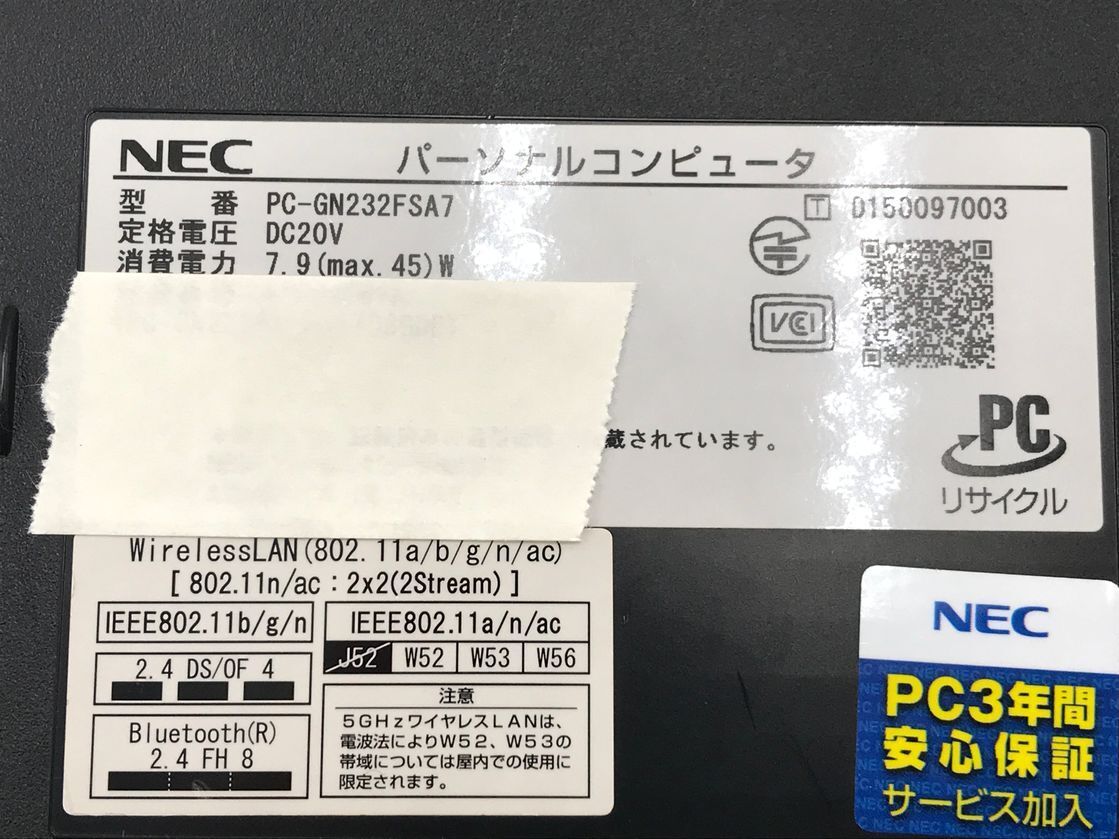 NEC パーソナルコンピュータ
型番 PC-GN232FSA7
定格電圧 DC20V
消費電力 7.9(max.45)W
T D150097003
VCCI
蔵されています。
PC
リサイクル
WirelessLAN(802.11a/b/g/n/ac)
[ 802.11n/ac：2x2(2Stream) ]
IEEE802.11b/g/n
IEEE802.11a/n/ac
J52 W52 W53 W56
2.4 DS/OF 4
注意
5GHzワイヤレスLANは、
電波法によりW52、W53の
帯域については屋内での使用に
限定されます。
Bluetooth(R)
2.4 FH 8
NEC
PC3年間
安心保証
サービス加入